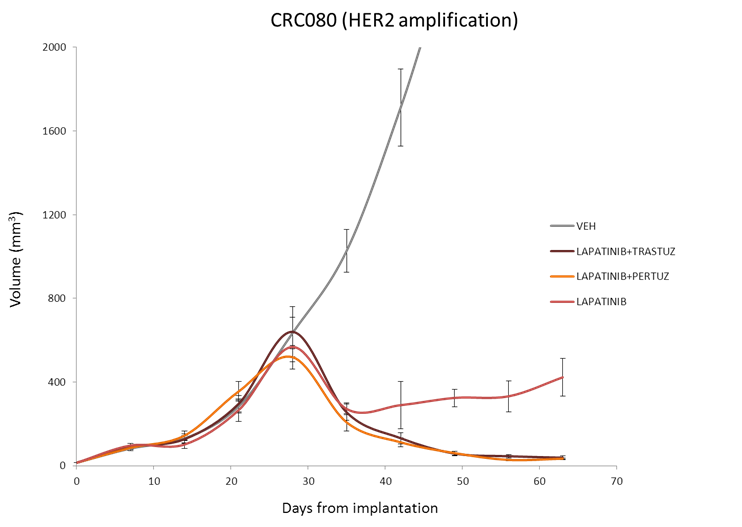 CRC080 (HER2 amplification)
2000
1600
1200
800
400
0
0
10
20
30
40
50
60
70
Volume (mm³)
Days from implantation
VEH
LAPATINIB+TRASTUZ
LAPATINIB+PERTUZ
LAPATINIB